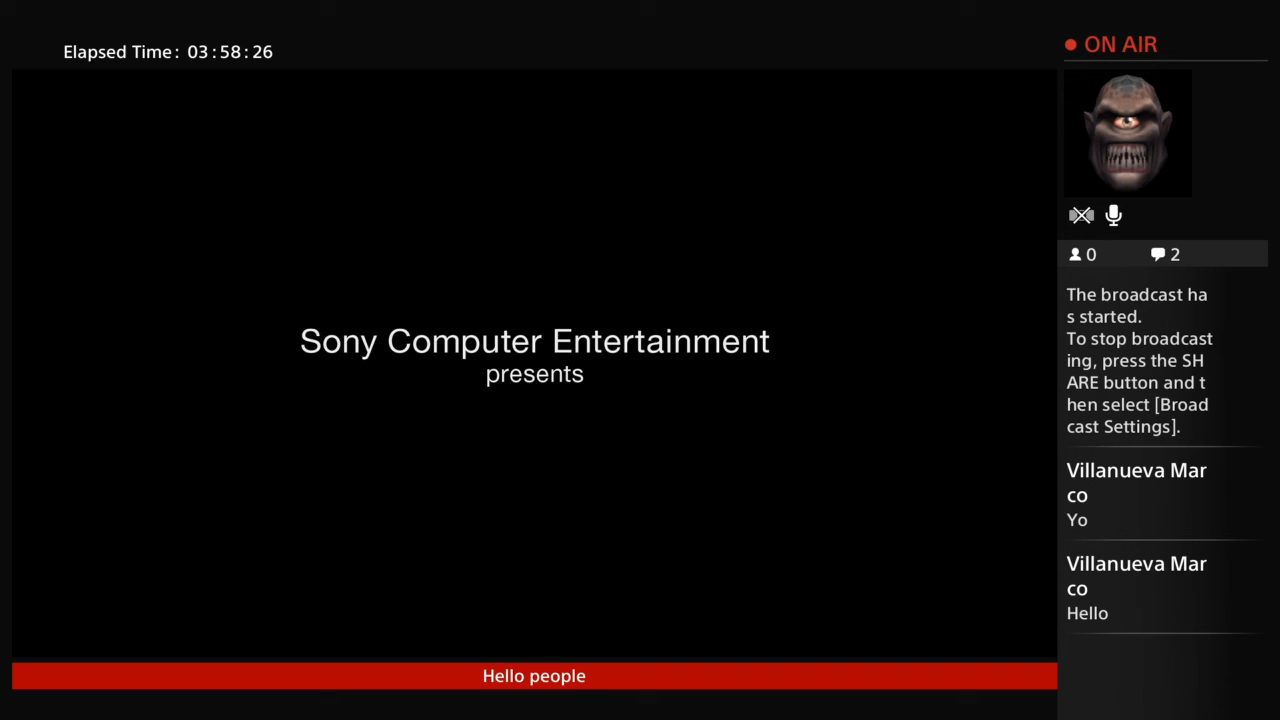 Elapsed Time: 03:58:26
ON AIR
Sony Computer Entertainment
presents
0
2
The broadcast ha
s started.
To stop broadcast
ing, press the SH
ARE button and t
hen select [Broad
cast Settings].
Villanueva Mar
co
Yo
Villanueva Mar
co
Hello
Hello people